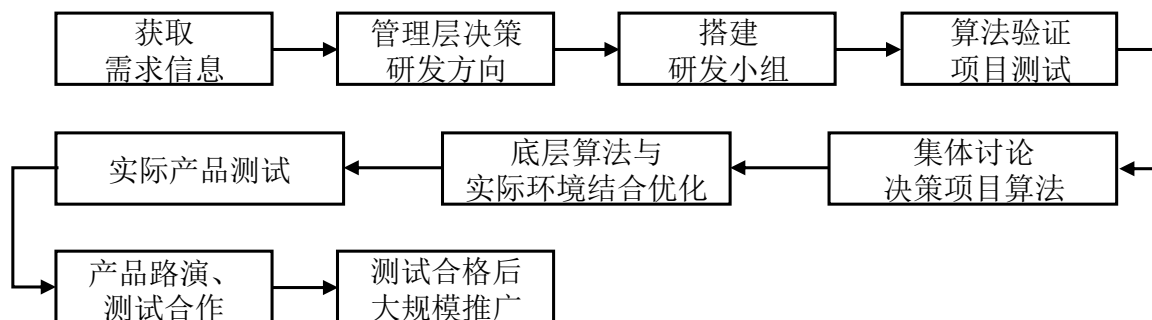 获取
需求信息
管理层决策
研发方向
搭建
研发小组
算法验证
项目测试
集体讨论
决策项目算法
底层算法与
实际环境结合优化
实际产品测试
产品路演、
测试合作
测试合格后
大规模推广